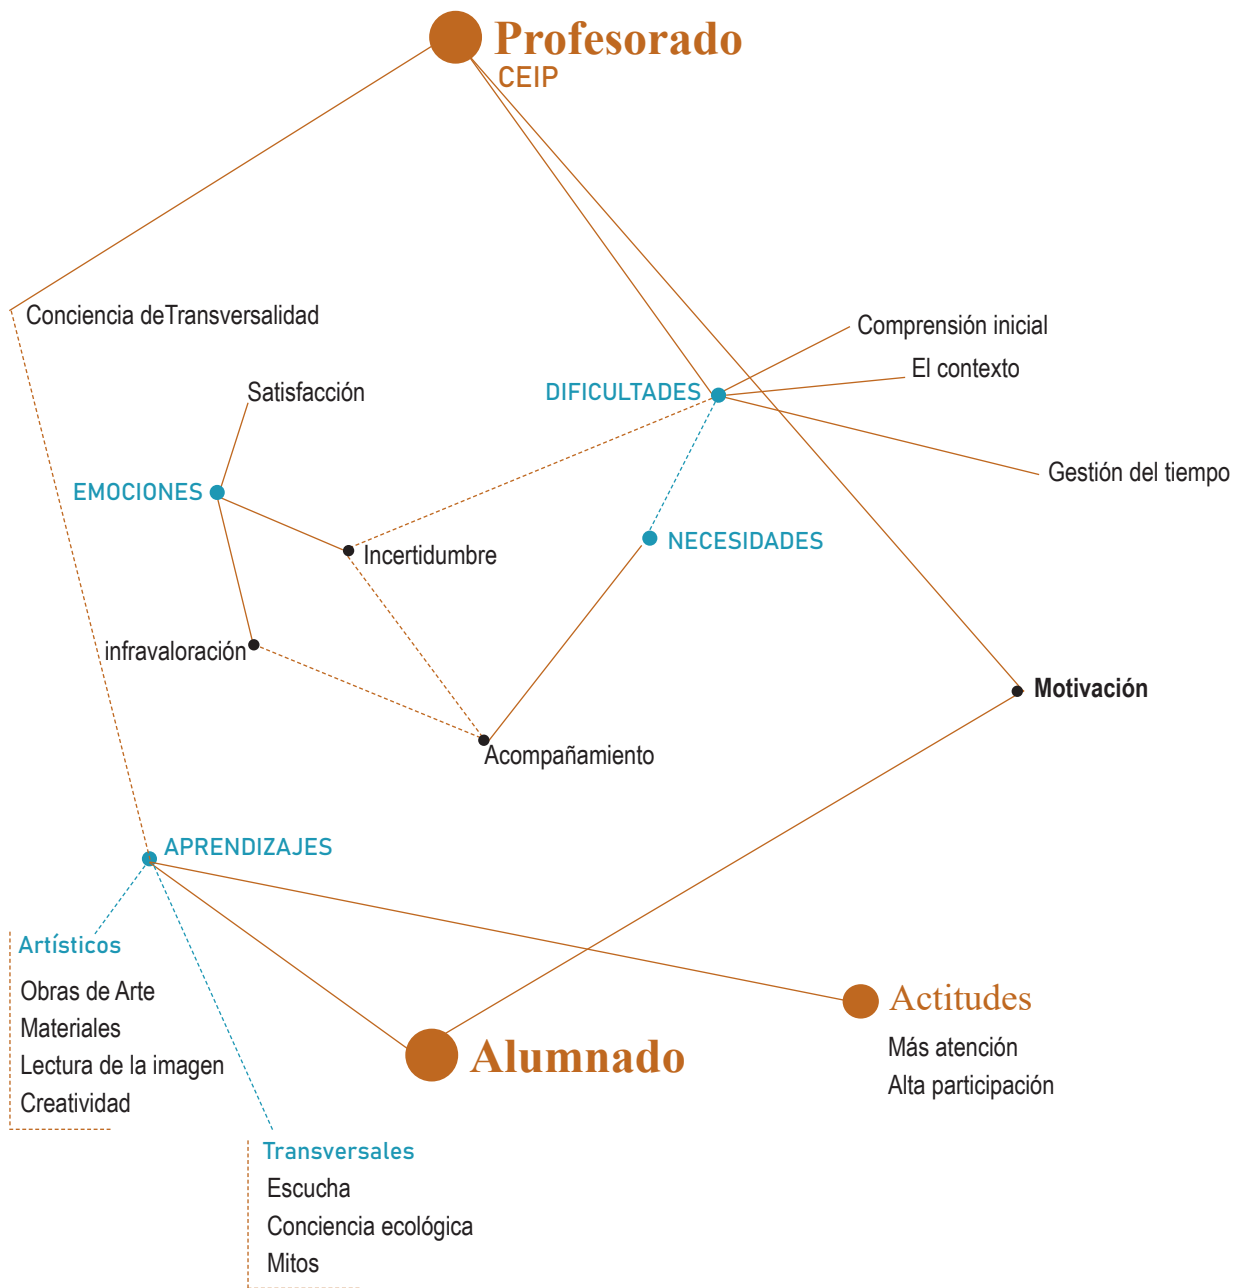 Profesorado
CEIP
Conciencia deTransversalidad
Comprensión inicial
El contexto
Satisfacción
DIFICULTADES
Gestión del tiempo
EMOCIONES
Incertidumbre
NECESIDADES
infravaloración
Motivación
Acompañamiento
APRENDIZAJES
Artísticos
Obras de Arte
Materiales
Lectura de la imagen
Creatividad
Alumnado
Actitudes
Más atención
Alta participación
Transversales
Escucha
Conciencia ecológica
Mitos